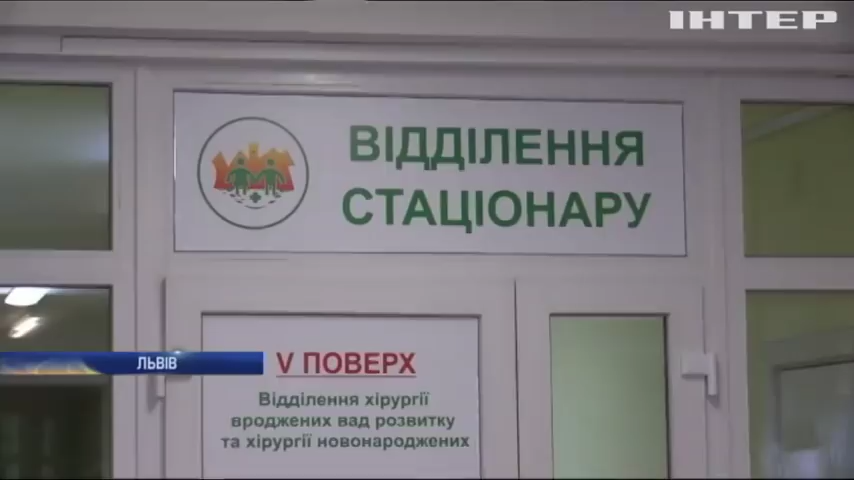 ІНТЕР
ВІДДІЛЕННЯ
СТАЦІОНАРУ
ЛЬВІВ
V ПОВЕРХ
Відділення хірургії
вроджених вад розвитку
та хірургії новонароджених